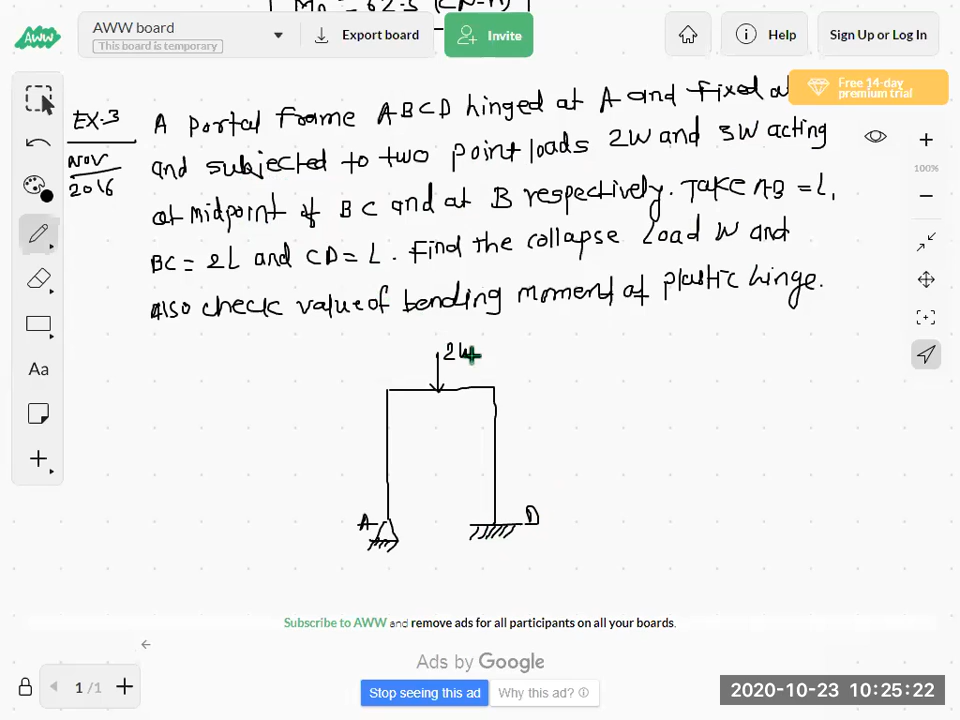 Mp = 62.5 (kN-m)
AWW board
This board is temporary
Export board
Invite
Help
Sign Up or Log In
Free 14-day
premium trial
EX-3
Nov
2016
A Portal Frame ABCD hinged at A and Fixed at
and subjected to two point loads 2W and 3W acting
at midpoint of BC and at B respectively. Take AB = L,
BC = 2L and CD = L. Find the collapse Load W and
Also check value of bending moment at plastic hinge.
100%
Aa
2W
A
D
Subscribe to AWW and remove ads for all participants on all your boards.
1 /1
Ads by Google
Stop seeing this ad
Why this ad?
2020-10-23 10:25:22